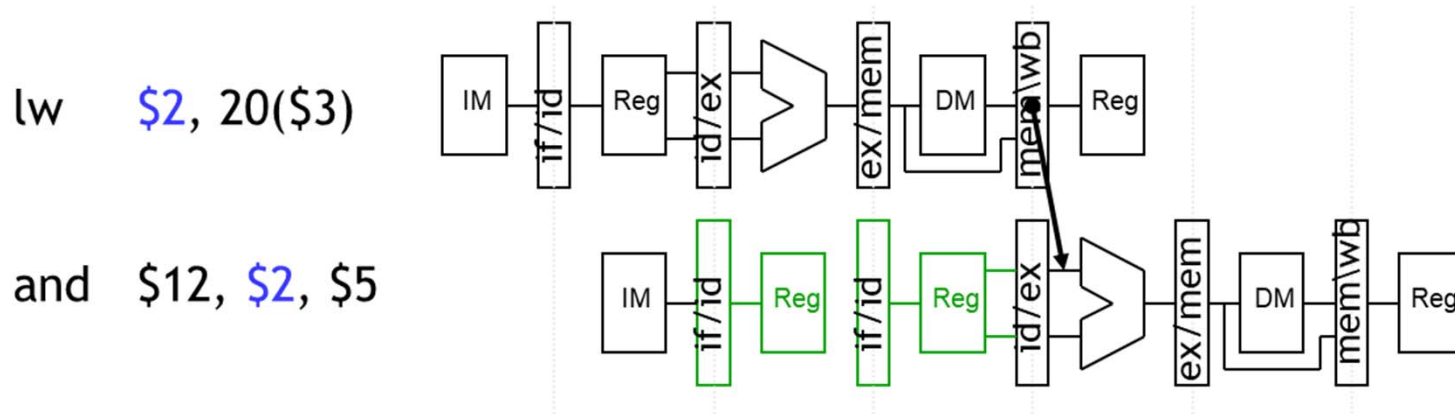 lw $2, 20($3) IM if/id Reg id/ex ex/mem DM mem\wb Reg
and $12, $2, $5 IM if/id Reg if/id Reg id/ex ex/mem DM mem\wb Reg